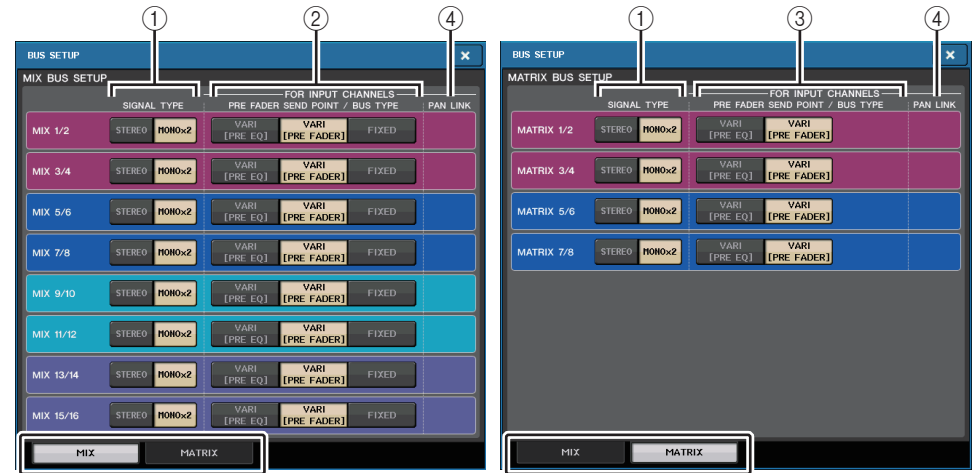 ① ② ④
BUS SETUP ×
MIX BUS SETUP
FOR INPUT CHANNELS
SIGNAL TYPE PRE FADER SEND POINT / BUS TYPE PAN LINK
MIX 1/2 STEREO MONOx2 VARI [PRE EQ] VARI [PRE FADER] FIXED
MIX 3/4 STEREO MONOx2 VARI [PRE EQ] VARI [PRE FADER] FIXED
MIX 5/6 STEREO MONOx2 VARI [PRE EQ] VARI [PRE FADER] FIXED
MIX 7/8 STEREO MONOx2 VARI [PRE EQ] VARI [PRE FADER] FIXED
MIX 9/10 STEREO MONOx2 VARI [PRE EQ] VARI [PRE FADER] FIXED
MIX 11/12 STEREO MONOx2 VARI [PRE EQ] VARI [PRE FADER] FIXED
MIX 13/14 STEREO MONOx2 VARI [PRE EQ] VARI [PRE FADER] FIXED
MIX 15/16 STEREO MONOx2 VARI [PRE EQ] VARI [PRE FADER] FIXED
MIX MATRIX
① ③ ④
BUS SETUP ×
MATRIX BUS SETUP
FOR INPUT CHANNELS
SIGNAL TYPE PRE FADER SEND POINT / BUS TYPE PAN LINK
MATRIX 1/2 STEREO MONOx2 VARI [PRE EQ] VARI [PRE FADER]
MATRIX 3/4 STEREO MONOx2 VARI [PRE EQ] VARI [PRE FADER]
MATRIX 5/6 STEREO MONOx2 VARI [PRE EQ] VARI [PRE FADER]
MATRIX 7/8 STEREO MONOx2 VARI [PRE EQ] VARI [PRE FADER]
MIX MATRIX